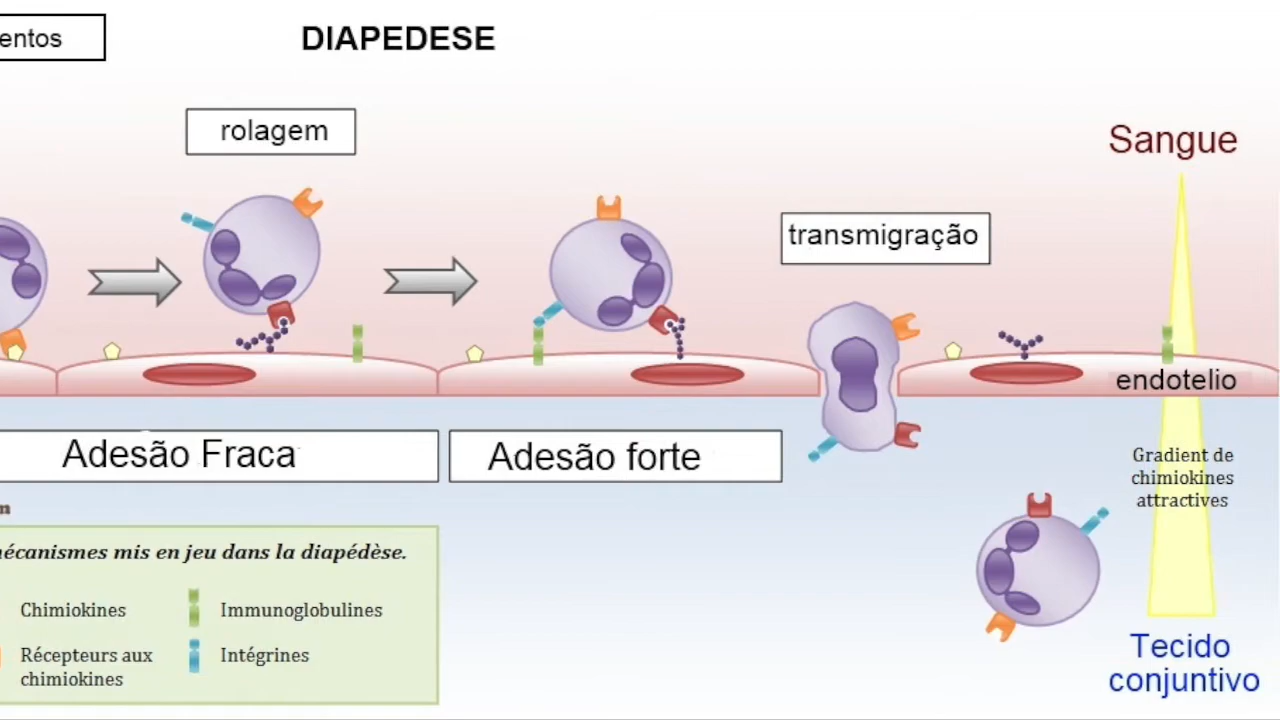 entos
DIAPEDESE
rolagem
Sangue
transmigração
endotelio
Adesão Fraca
Adesão forte
Gradient de
chimiokines
attractives
n
mécanismes mis en jeu dans la diapédèse.
Chimiokines
Immunoglobulines
Récepteurs aux
chimiokines
Intégrines
Tecido
conjuntivo